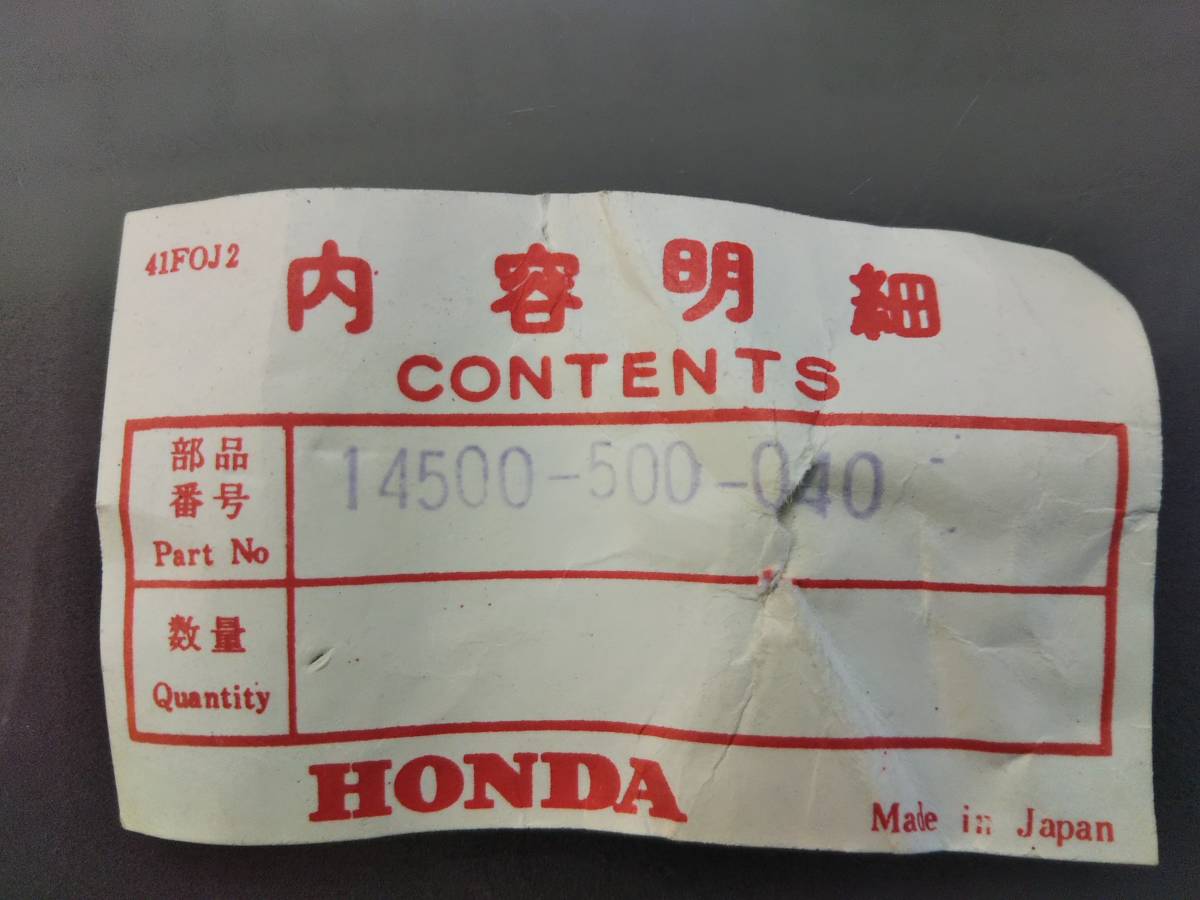 41FOJ2
内容明細
CONTENTS
部品
番号
Part No
14500-500-040
数量
Quantity
HONDA
Made in Japan